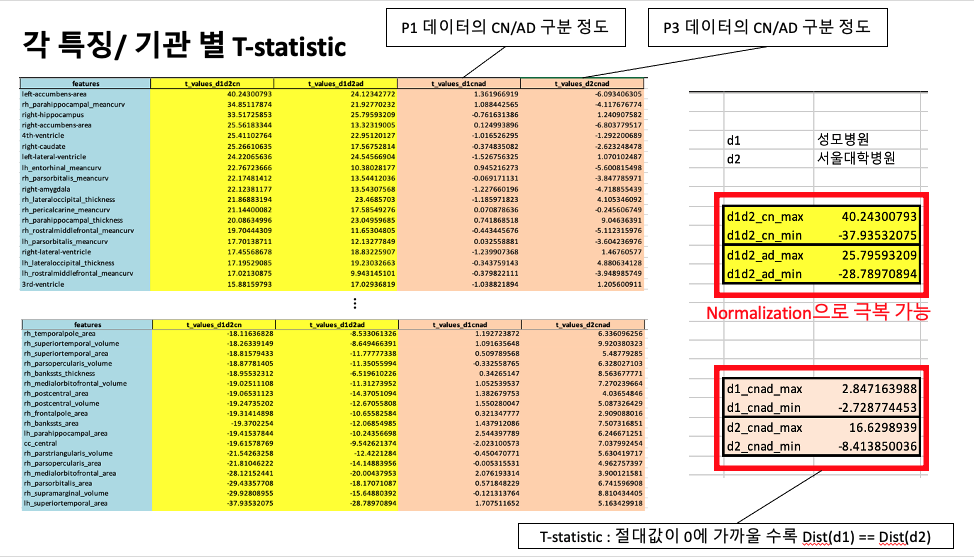 각 특징/ 기관 별 T-statistic
P1 데이터의 CN/AD 구분 정도
P3 데이터의 CN/AD 구분 정도
features t_values_d1d2cn t_values_d1d2ad t_values_d1cnad t_values_d2cnad
left-accumbens-area 40.24300793 24.12342772 1.361966919 -6.093406305
rh_parahippocampal_meancurv 34.85117874 21.92770232 1.088442565 -4.117676774
right-hippocampus 33.51725853 25.79593209 -0.761631386 1.240907582
right-accumbens-area 25.56183344 13.32319005 0.124993896 -6.803779517
4th-ventricle 25.41102764 22.95120127 -1.016526295 -1.292200689
right-caudate 25.26610635 17.56752814 -0.374835082 -2.623248478
left-lateral-ventricle 24.22065636 24.54566904 -1.526756325 1.070102487
lh_entorhinal_meancurv 22.76723666 10.38028177 0.945216273 -5.600815498
rh_parsorbitalis_meancurv 22.17481412 13.54412036 -0.069171131 -3.847785971
right-amygdala 22.12381177 13.54307568 -1.227660196 -4.718855439
rh_lateraloccipital_thickness 21.86883194 23.4685703 -1.185971823 4.105346092
rh_pericalcarine_meancurv 21.14400082 17.58549276 0.070878636 -0.245606749
rh_parahippocampal_thickness 20.08634996 23.04959685 0.741868518 9.04636391
rh_rostralmiddlefrontal_meancurv 19.70444309 11.65304805 -0.443445676 -5.112315976
lh_parsorbitalis_meancurv 17.70138711 12.13277849 0.032558881 -3.604236976
right-lateral-ventricle 17.45568678 18.83225907 -1.239907368 1.46760577
lh_lateraloccipital_thickness 17.19529085 19.23032663 -0.343759143 4.880634128
lh_rostralmiddlefrontal_meancurv 17.02130875 9.943145101 -0.379822111 -3.948985749
3rd-ventricle 15.88159793 17.02936819 -1.038821894 1.205600911
⋮
features t_values_d1d2cn t_values_d1d2ad t_values_d1cnad t_values_d2cnad
rh_temporalpole_area -18.11636828 -8.533061326 1.192723872 6.336096256
rh_superiortemporal_volume -18.26339149 -8.649466391 1.091635648 9.920380323
rh_superiortemporal_area -18.81579433 -11.77777338 0.509789568 5.48779285
rh_parsopercularis_volume -18.87781405 -11.35055994 -0.332558765 6.328027103
rh_bankssts_thickness -18.95532312 -6.519610226 0.34265147 8.563677771
rh_medialorbitofrontal_volume -19.02511108 -11.31273952 1.052539537 7.270239664
rh_postcentral_area -19.06531123 -14.37051094 1.382679753 4.03654846
rh_postcentral_volume -19.24735202 -12.67055808 1.550280047 5.087326429
rh_frontalpole_area -19.31414898 -10.65582584 0.321347777 2.909088016
rh_bankssts_area -19.3702254 -12.06854985 1.437912086 7.507316851
lh_parahippocampal_area -19.41537844 -10.24356698 2.544397789 6.246671251
cc_central -19.61578769 -9.542621374 -2.023100573 7.037992454
rh_parstriangularis_volume -21.54263258 -12.4221284 -0.450470771 5.630419717
rh_parsopercularis_area -21.81046222 -14.14883956 -0.005315531 4.962757397
rh_medialorbitofrontal_area -28.12152441 -20.00437953 2.076193314 3.900121581
rh_parsorbitalis_area -29.43357708 -18.17071087 0.571848229 6.741596908
rh_supramarginal_volume -29.92808955 -15.64880392 -0.121313764 8.810434405
lh_superiortemporal_area -37.93532075 -28.78970894 1.707511652 5.163429918
d1 성모병원
d2 서울대학병원
d1d2_cn_max 40.24300793
d1d2_cn_min -37.93532075
d1d2_ad_max 25.79593209
d1d2_ad_min -28.78970894
Normalization으로 극복 가능
d1_cnad_max 2.847163988
d1_cnad_min -2.728774453
d2_cnad_max 16.6298939
d2_cnad_min -8.413850036
T-statistic : 절대값이 0에 가까울 수록 Dist(d1) == Dist(d2)